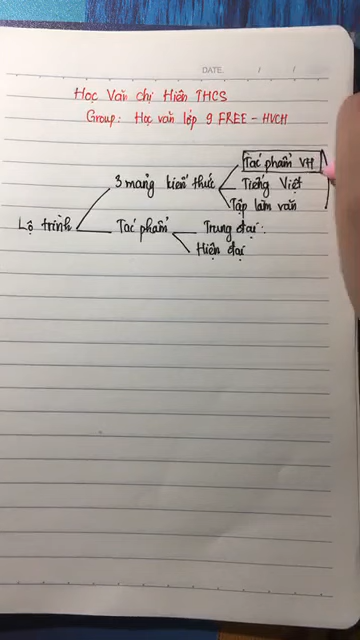 DATE. / /
Học Văn chị Hiên THCS
Group: Học văn lớp 9 FREE - HVCH
Tác phẩm VH
3 mảng kiến thức
Tiếng Việt
Tập làm văn
Lộ trình
Tác phẩm
Trung đại:
Hiện đại